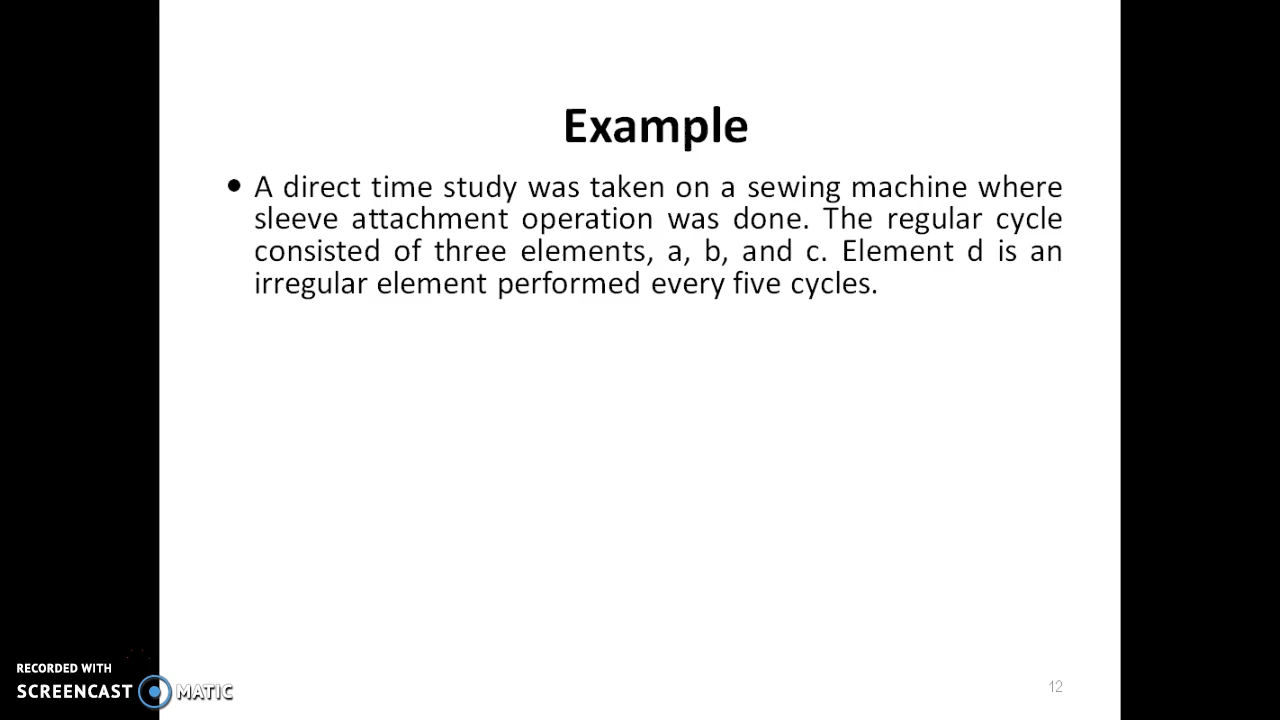 Example
• A direct time study was taken on a sewing machine where
sleeve attachment operation was done. The regular cycle
consisted of three elements, a, b, and c. Element d is an
irregular element performed every five cycles.
RECORDED WITH
SCREENCAST MATIC
12